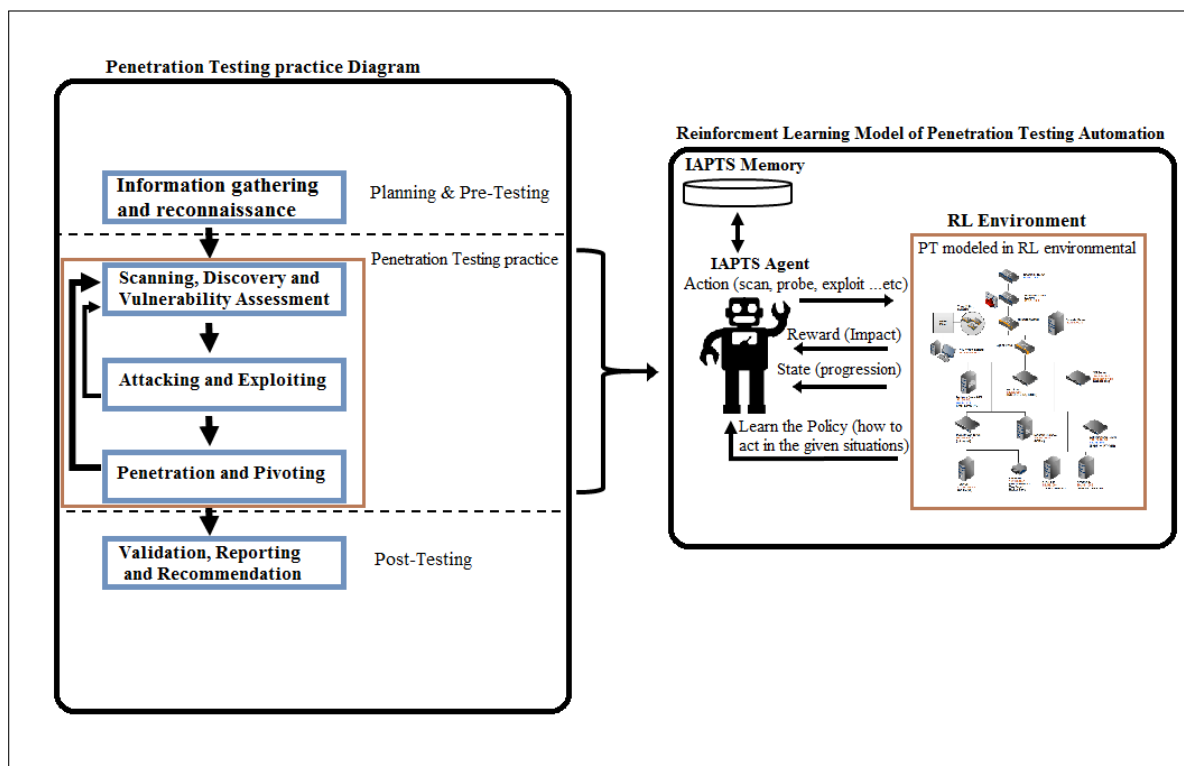 Penetration Testing practice Diagram
Information gathering
and reconnaissance
Planning & Pre-Testing
Scanning, Discovery and
Vulnerability Assessment
Penetration Testing practice
Attacking and Exploiting
Penetration and Pivoting
Validation, Reporting
and Recommendation
Post-Testing
Reinforcment Learning Model of Penetration Testing Automation
IAPTS Memory
IAPTS Agent
Action (scan, probe, exploit ...etc)
Reward (Impact)
State (progression)
Learn the Policy (how to
act in the given situations)
RL Environment
PT modeled in RL environmental